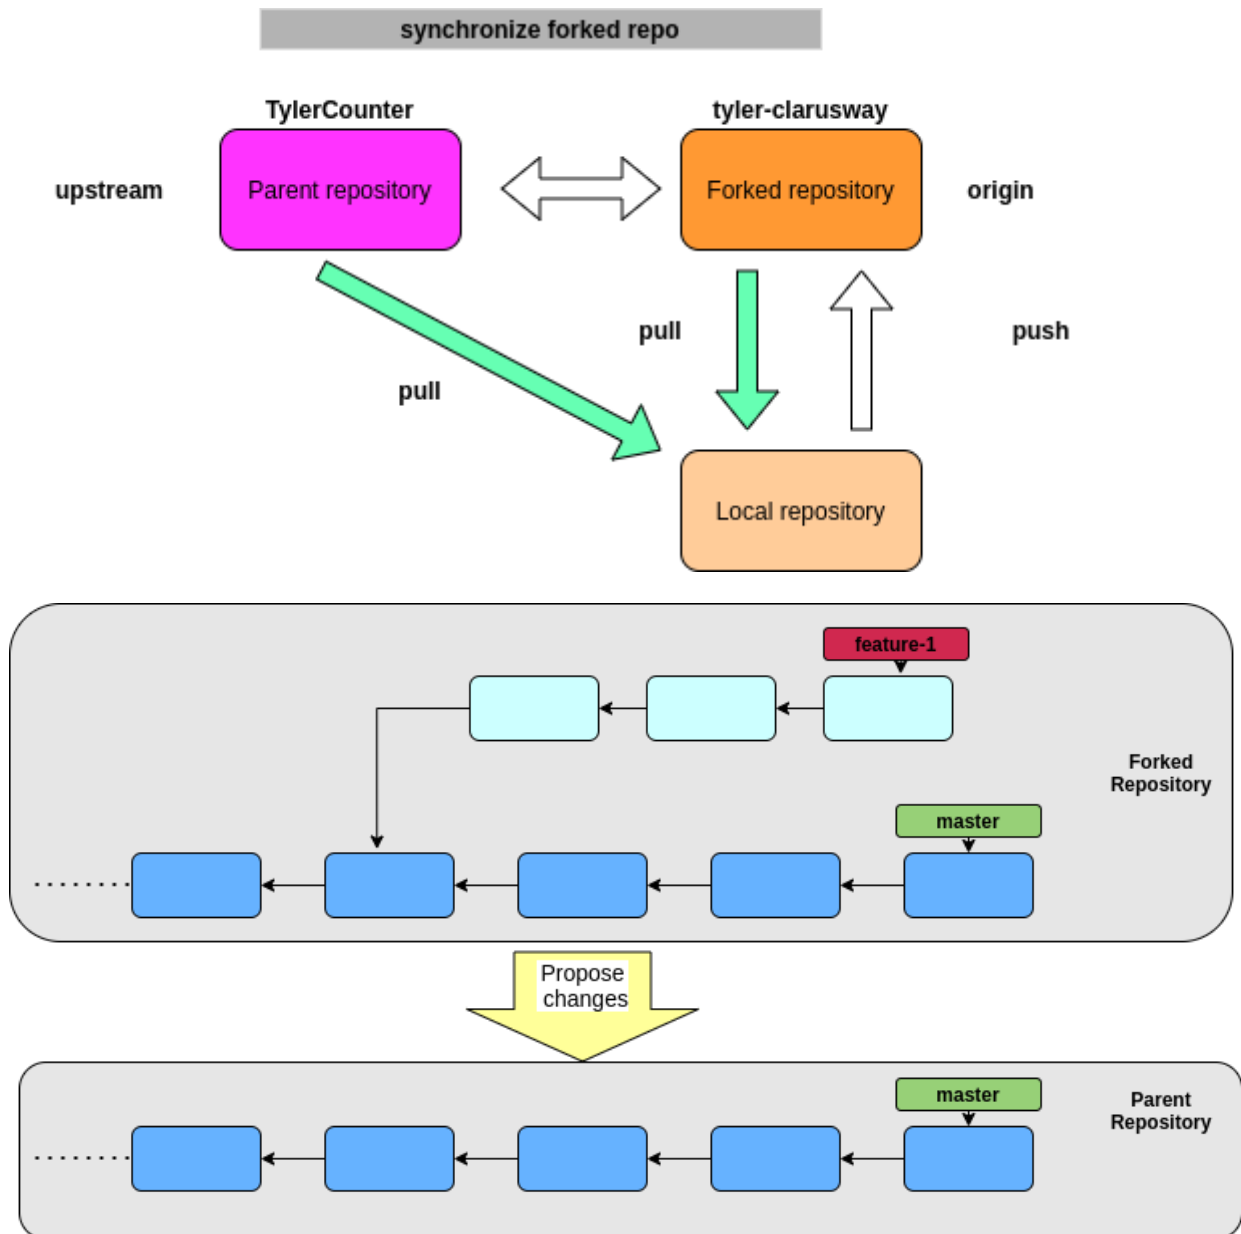 synchronize forked repo
TylerCounter
tyler-clarusway
upstream
Parent repository
Forked repository
origin
pull
push
pull
Local repository
feature-1
Forked
Repository
master
Propose
changes
master
Parent
Repository